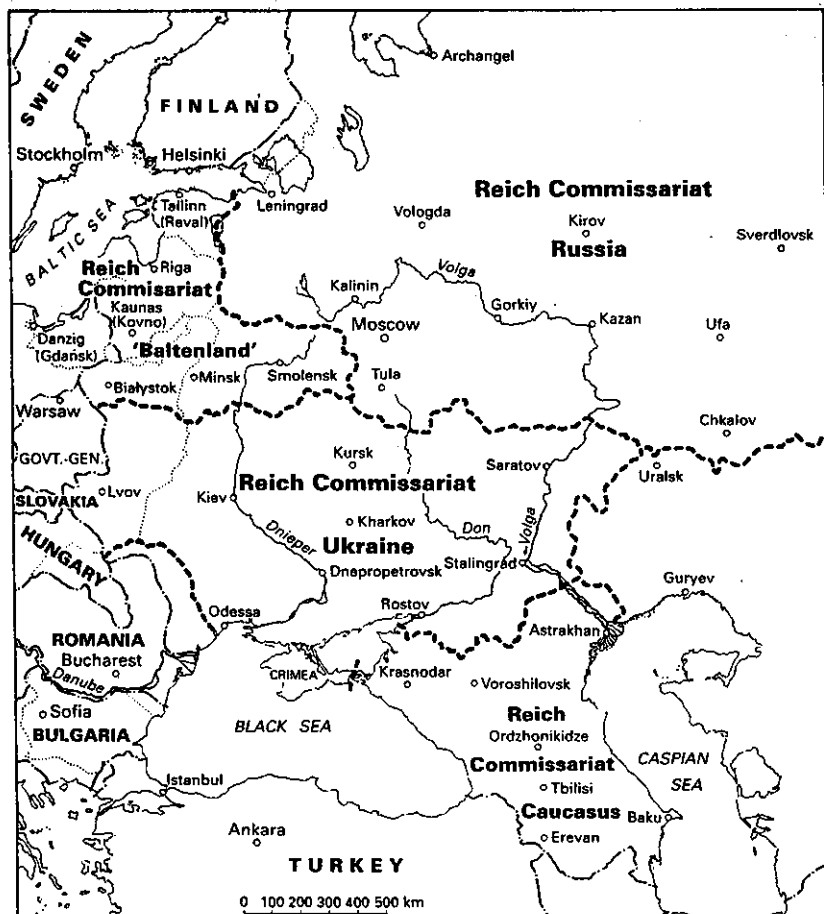 Archangel
SWEDEN
FINLAND
Stockholm
Helsinki
Tallinn
(Reval)
Leningrad
BALTIC SEA
Reich Commissariat
Russia
Vologda
Kirov
Sverdlovsk
Riga
Reich
Commissariat
'Baltenland'
Kaunas
(Kovno)
Kalinin
Volga
Gorkiy
Kazan
Ufa
Danzig
(Gdańsk)
Moscow
Białystok
Minsk
Smolensk
Tula
Warsaw
Chkalov
GOVT.-GEN.
Kursk
Saratov
Uralsk
Reich Commissariat
Ukraine
SLOVAKIA
Lvov
Kiev
Kharkov
Don
Volga
HUNGARY
Dnieper
Dnepropetrovsk
Stalingrad
Guryev
Odessa
Rostov
Astrakhan
ROMANIA
Bucharest
CRIMEA
Krasnodar
Voroshilovsk
Danube
Sofia
BULGARIA
BLACK SEA
Reich
Commissariat
Caucasus
Ordzhonikidze
CASPIAN
SEA
Istanbul
Tbilisi
Baku
Ankara
Erevan
TURKEY
0 100 200 300 400 500 km